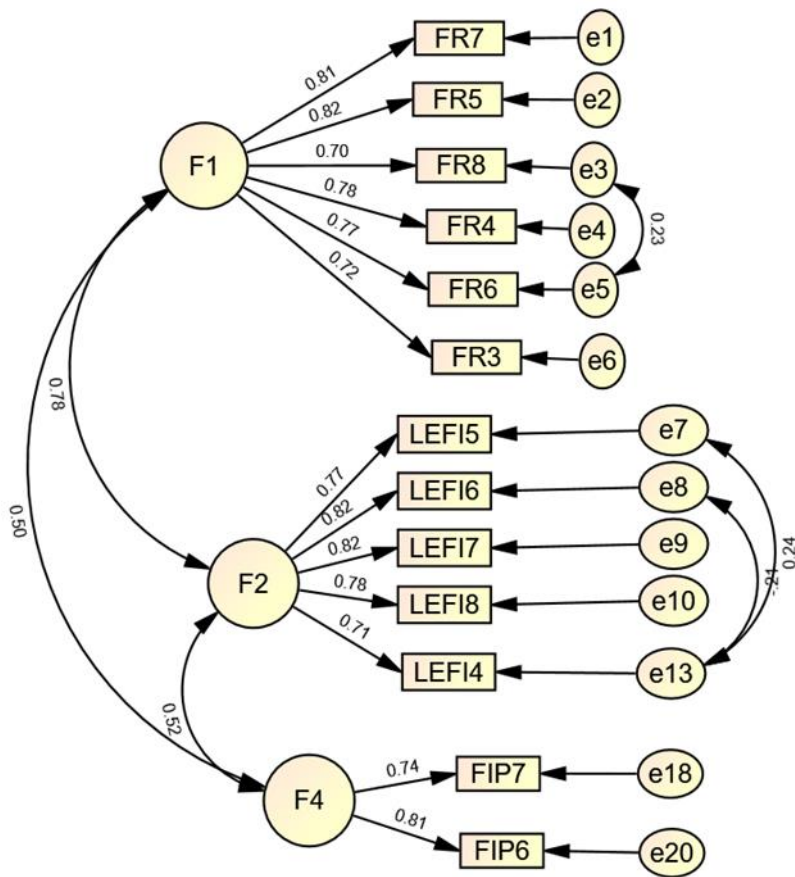 FR7
e1
0.81
FR5
e2
0.82
F1
0.70
FR8
e3
0.78
FR4
e4
0.23
0.77
FR6
e5
0.72
FR3
e6
0.78
0.50
LEFI5
e7
0.77
LEFI6
e8
0.82
LEFI7
e9
0.82
0.24
-.21
F2
0.78
LEFI8
e10
0.71
LEFI4
e13
0.52
F4
0.74
FIP7
e18
0.81
FIP6
e20